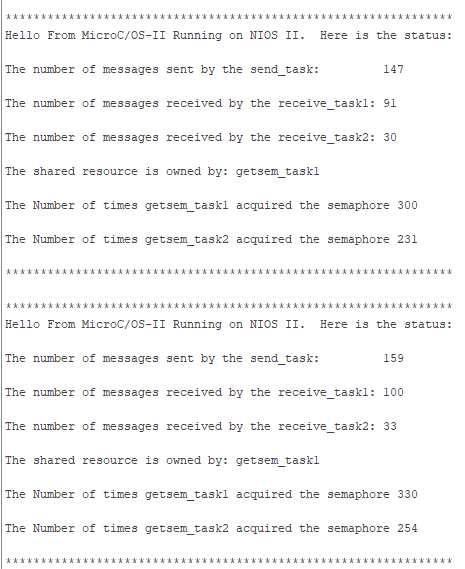 ****************************************************************
Hello From MicroC/OS-II Running on NIOS II.  Here is the status:
The number of messages sent by the send_task:         147
The number of messages received by the receive_task1: 91
The number of messages received by the receive_task2: 30
The shared resource is owned by: getsem_task1
The Number of times getsem_task1 acquired the semaphore 300
The Number of times getsem_task2 acquired the semaphore 231
****************************************************************
****************************************************************
Hello From MicroC/OS-II Running on NIOS II.  Here is the status:
The number of messages sent by the send_task:         159
The number of messages received by the receive_task1: 100
The number of messages received by the receive_task2: 33
The shared resource is owned by: getsem_task1
The Number of times getsem_task1 acquired the semaphore 330
The Number of times getsem_task2 acquired the semaphore 254
****************************************************************